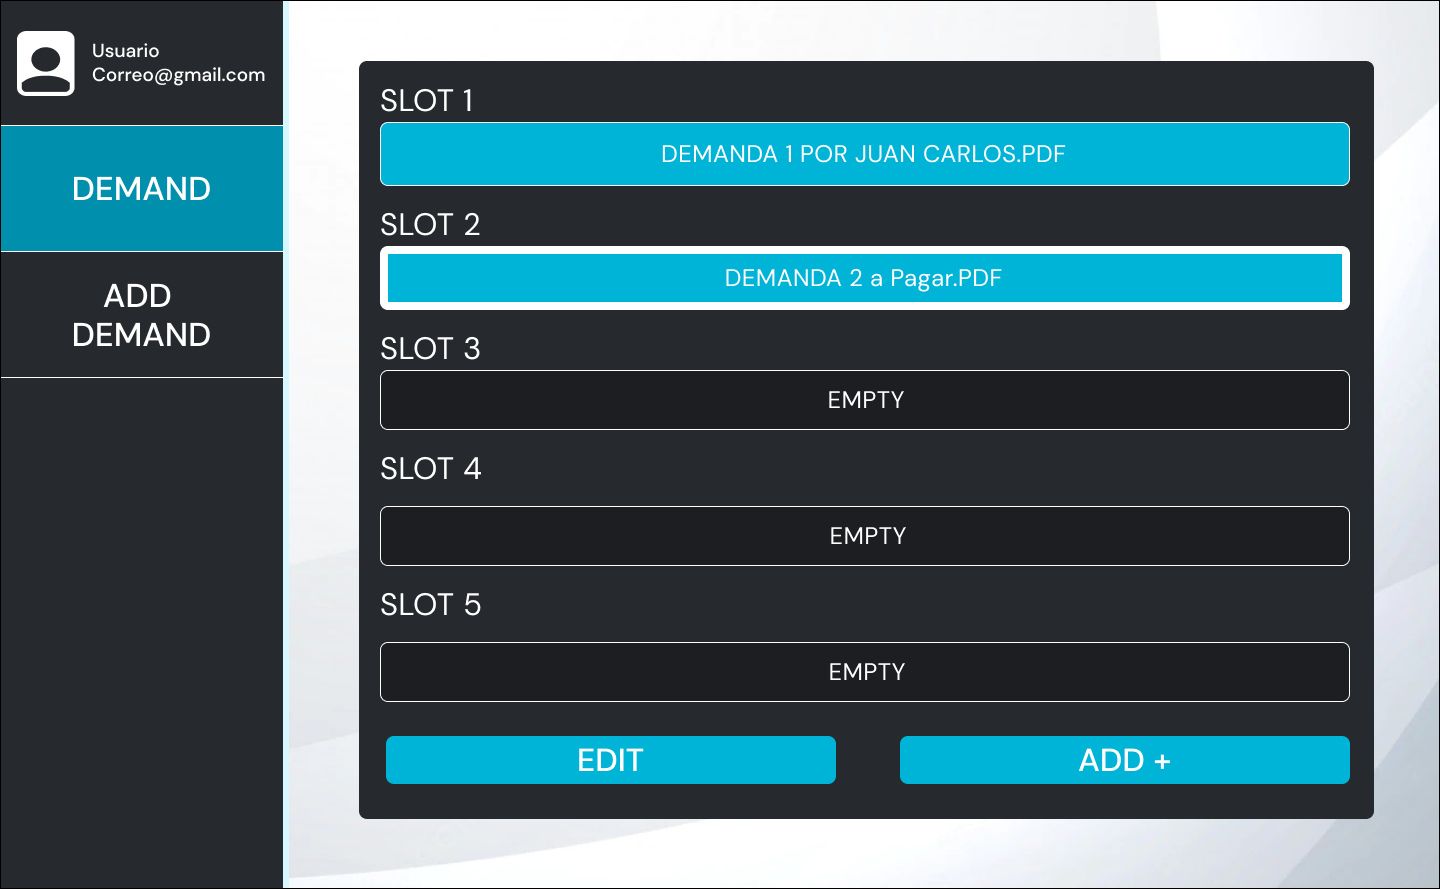 Usuario
Correo@gmail.com
DEMAND
ADD
DEMAND
SLOT 1
DEMANDA 1 POR JUAN CARLOS.PDF
SLOT 2
DEMANDA 2 a Pagar.PDF
SLOT 3
EMPTY
SLOT 4
EMPTY
SLOT 5
EMPTY
EDIT
ADD +